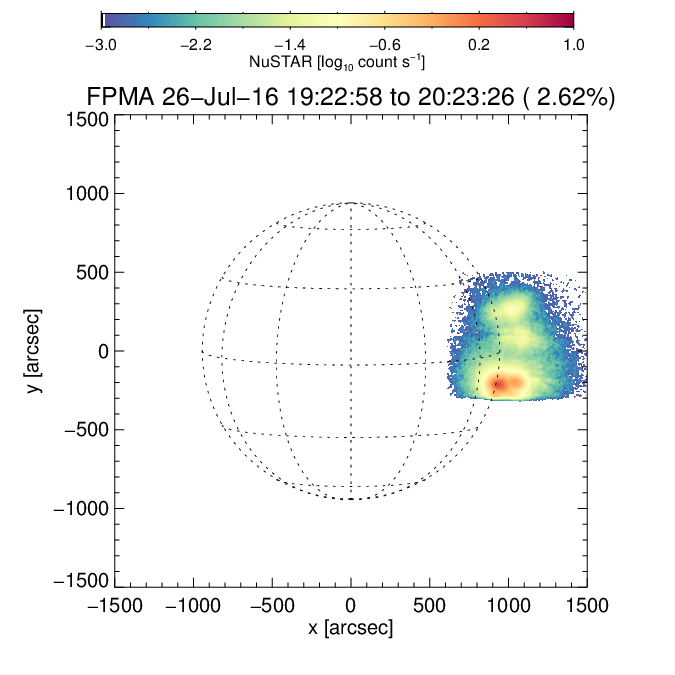 −3.0 −2.2 −1.4 −0.6 0.2 1.0
NuSTAR [log₁₀ count s⁻¹]
FPMA 26−Jul−16 19:22:58 to 20:23:26 ( 2.62%)
1500
1000
500
0
−500
−1000
−1500
y [arcsec]
−1500 −1000 −500 0 500 1000 1500
x [arcsec]